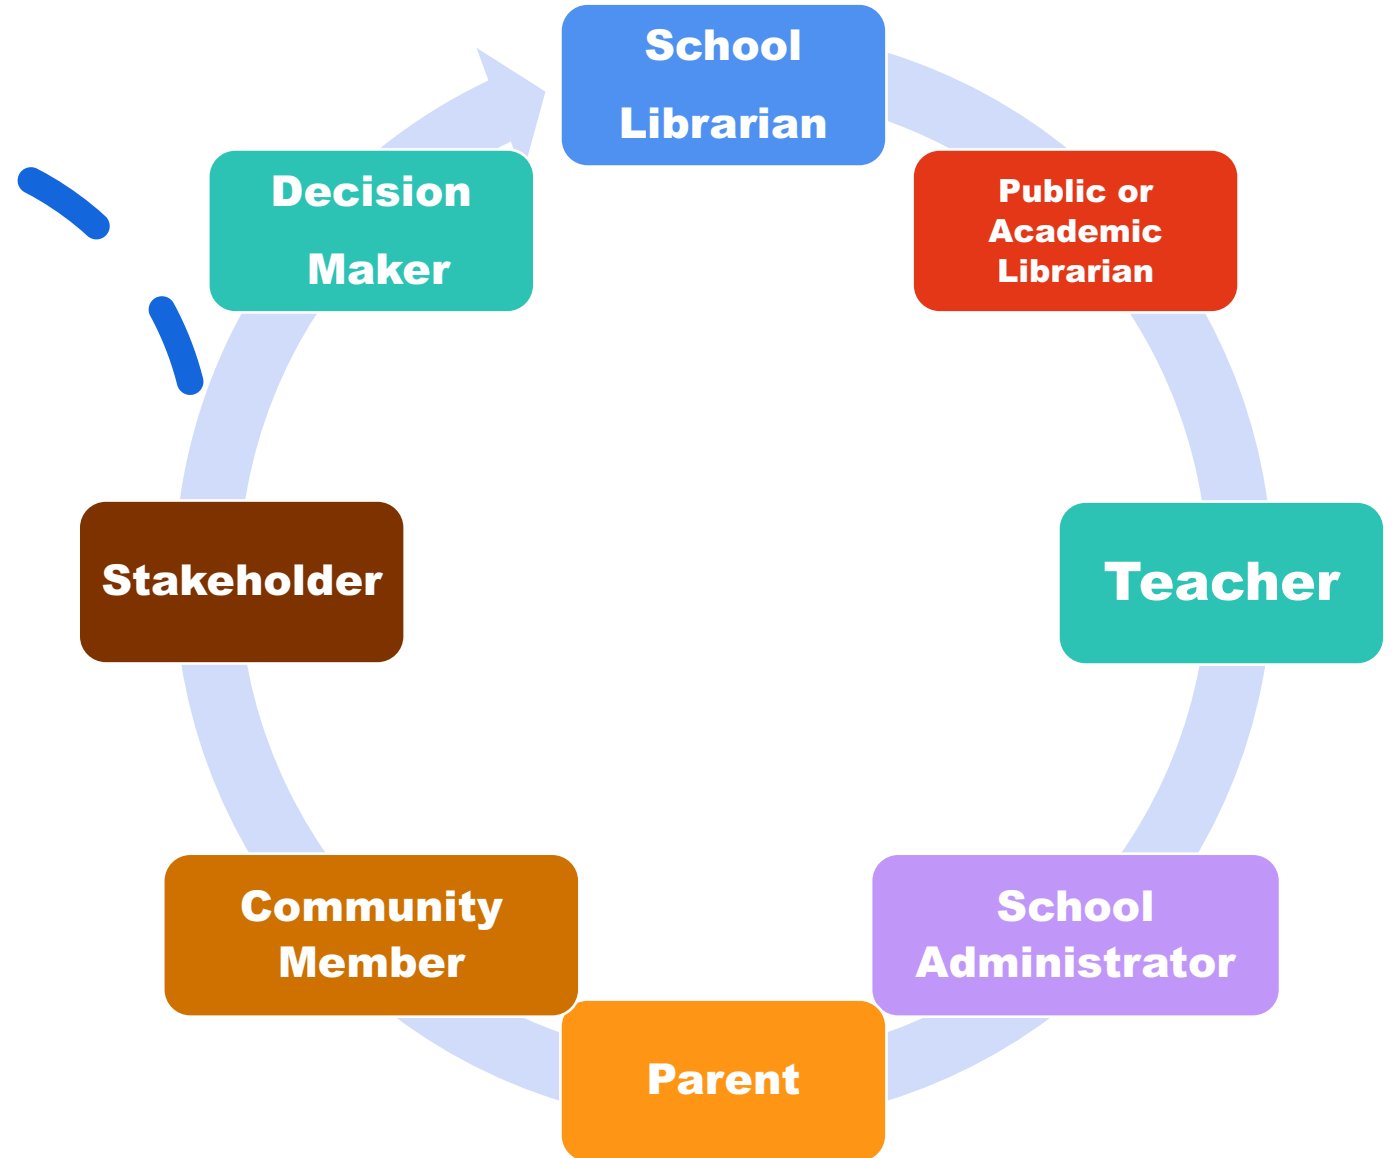 School
Librarian
Public or
Academic
Librarian
Teacher
School
Administrator
Parent
Community
Member
Stakeholder
Decision
Maker